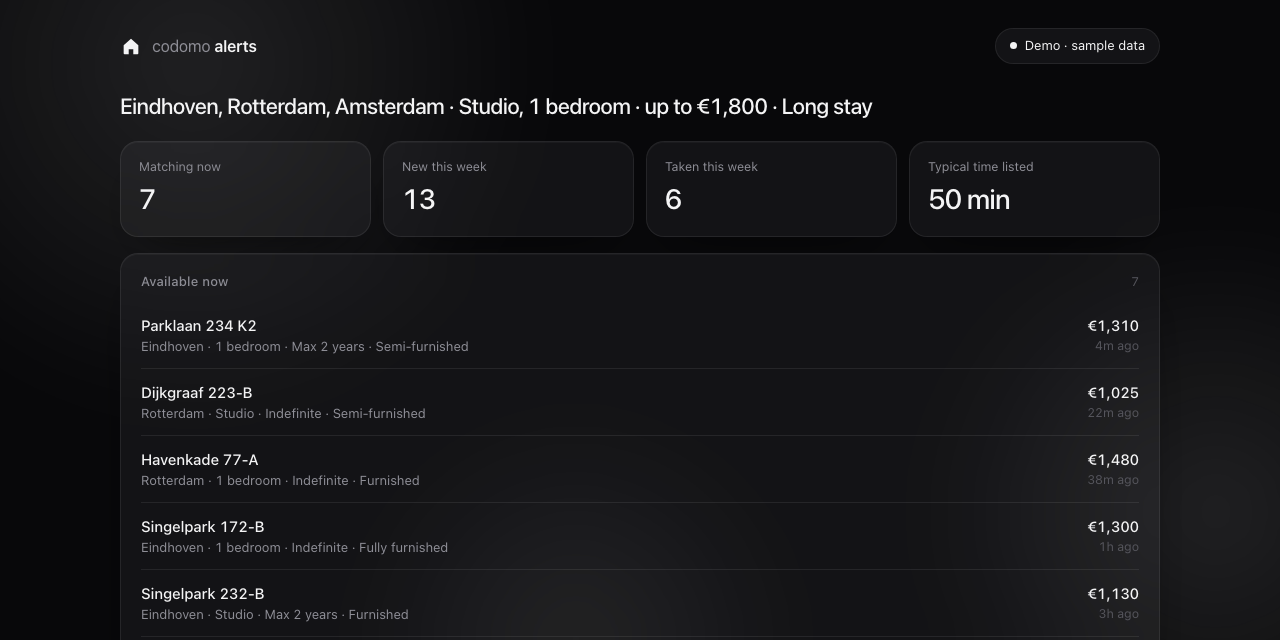 codomo alerts
Demo · sample data
Eindhoven, Rotterdam, Amsterdam · Studio, 1 bedroom · up to €1,800 · Long stay
Matching now
7
New this week
13
Taken this week
6
Typical time listed
50 min
Available now
7
Parklaan 234 K2
€1,310
Eindhoven · 1 bedroom · Max 2 years · Semi-furnished
4m ago
Dijkgraaf 223-B
€1,025
Rotterdam · Studio · Indefinite · Semi-furnished
22m ago
Havenkade 77-A
€1,480
Rotterdam · 1 bedroom · Indefinite · Furnished
38m ago
Singelpark 172-B
€1,300
Eindhoven · 1 bedroom · Indefinite · Fully furnished
1h ago
Singelpark 232-B
€1,130
Eindhoven · Studio · Max 2 years · Furnished
3h ago